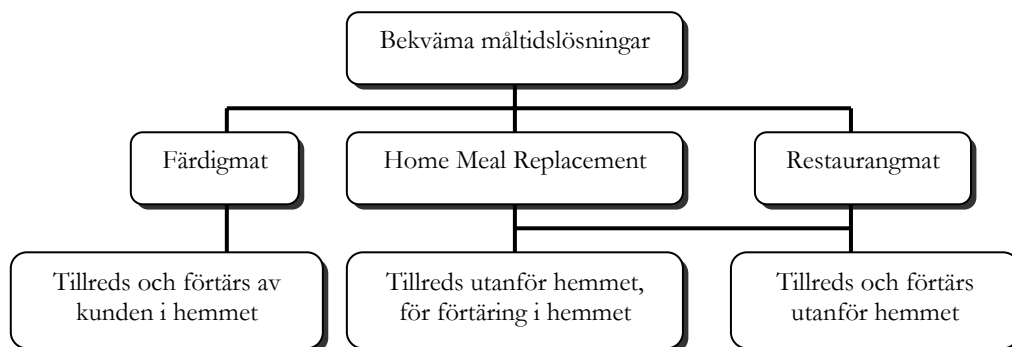 Bekväma måltidslösningar
Färdigmat
Home Meal Replacement
Restaurangmat
Tillreds och förtärs av
kunden i hemmet
Tillreds utanför hemmet,
för förtäring i hemmet
Tillreds och förtärs
utanför hemmet